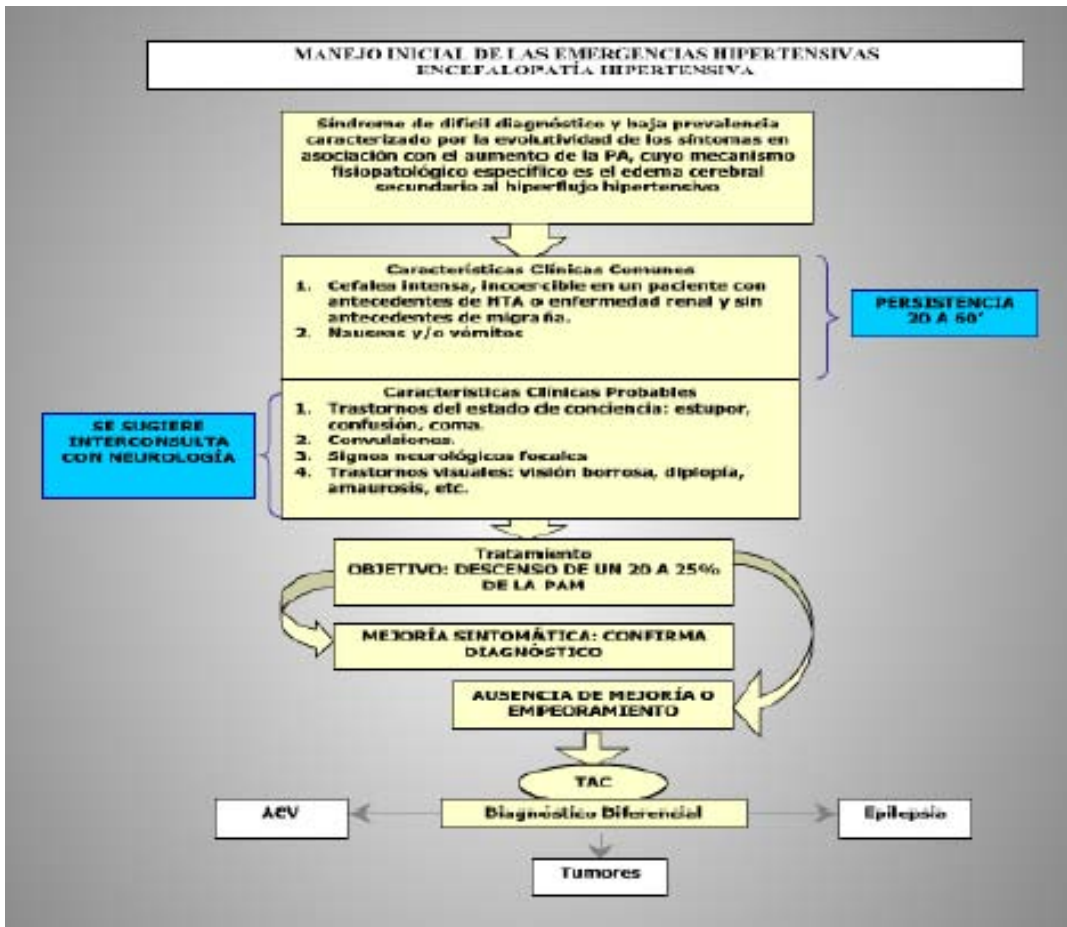 MANEJO INICIAL DE LAS EMERGENCIAS HIPERTENSIVAS
ENCEFALOPATÍA HIPERTENSIVA
Síndrome de difícil diagnóstico y baja prevalencia
caracterizado por la evolutividad de los síntomas en
asociación con el aumento de la PA, cuyo mecanismo
fisiopatológico específico es el edema cerebral
secundario al hiperflujo hipertensivo
Características Clínicas Comunes
1. Cefalea intensa, incoercible en un paciente con
antecedentes de HTA o enfermedad renal y sin
antecedentes de migraña.
2. Nauseas y/o vómitos
PERSISTENCIA
20 A 60´
Características Clínicas Probables
1. Trastornos del estado de conciencia: estupor,
confusión, coma.
2. Convulsiones.
3. Signos neurológicos focales
4. Trastornos visuales: visión borrosa, diplopía,
amaurosis, etc.
SE SUGIERE
INTERCONSULTA
CON NEUROLOGÍA
Tratamiento
OBJETIVO: DESCENSO DE UN 20 A 25%
DE LA PAM
MEJORÍA SINTOMÁTICA: CONFIRMA
DIAGNÓSTICO
AUSENCIA DE MEJORÍA O
EMPEORAMIENTO
TAC
ACV
Diagnóstico Diferencial
Epilepsia
Tumores